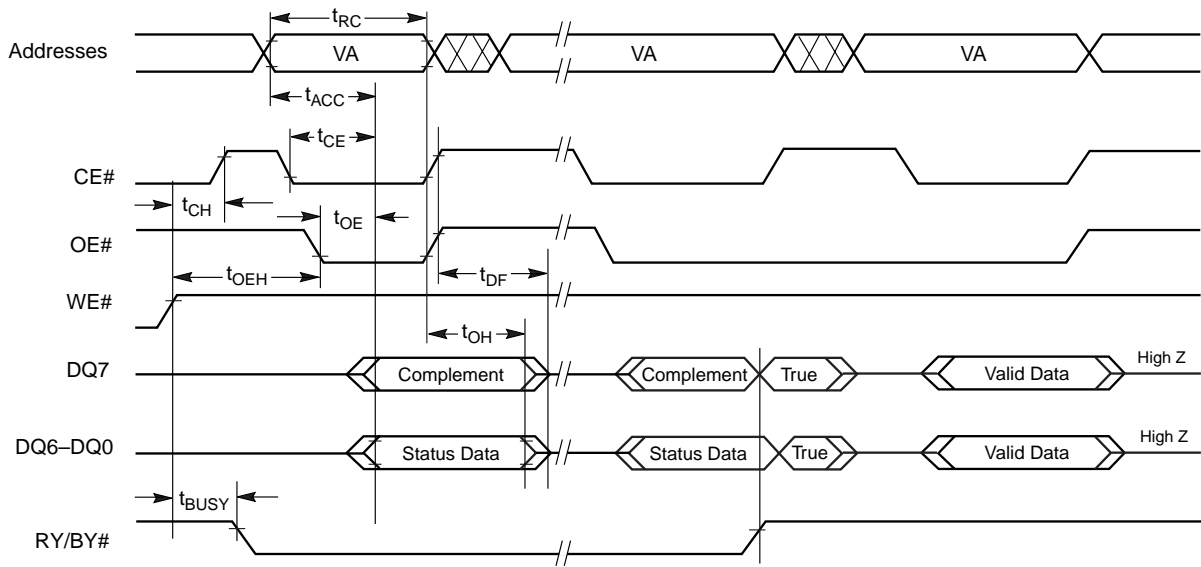 tRC
Addresses VA VA VA
tACC
tCE
CE#
tCH tOE
OE#
tOEH tDF
WE#
tOH
DQ7 Complement Complement True Valid Data High Z
DQ6–DQ0 Status Data Status Data True Valid Data High Z
tBUSY
RY/BY#